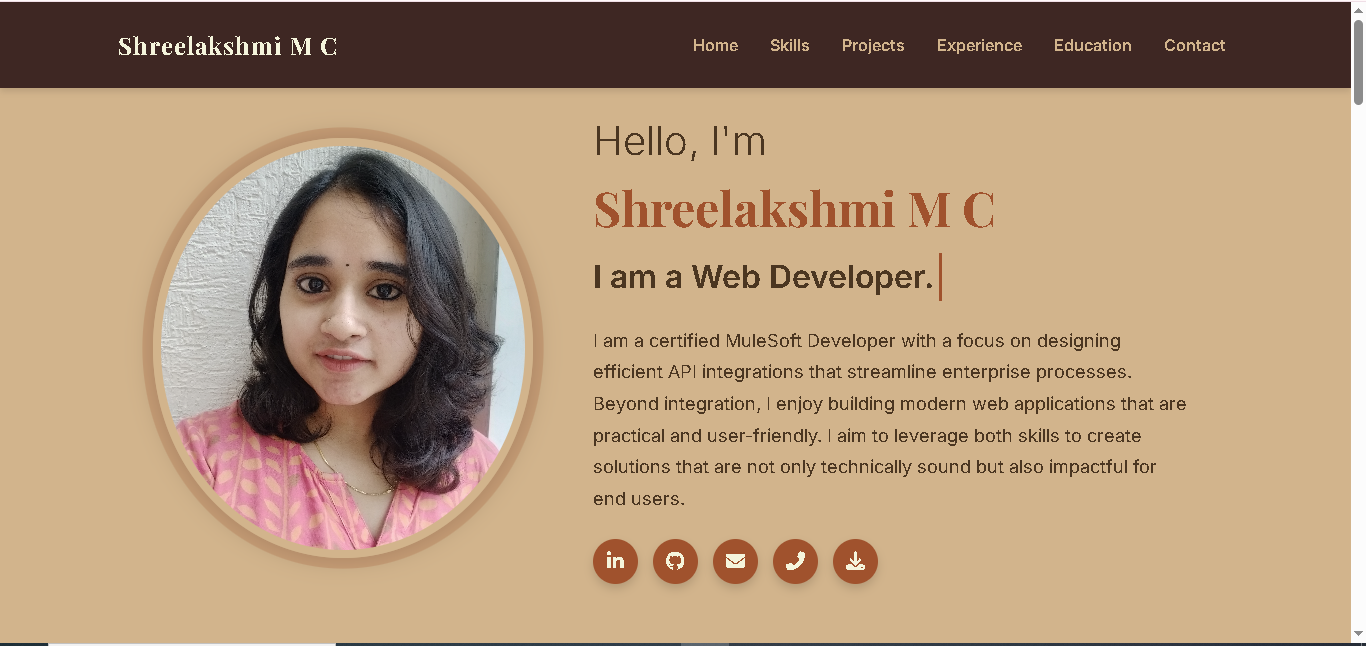 Shreelakshmi M C
Home Skills Projects Experience Education Contact
Hello, I'm
Shreelakshmi M C
I am a Web Developer.
I am a certified MuleSoft Developer with a focus on designing
efficient API integrations that streamline enterprise processes.
Beyond integration, I enjoy building modern web applications that are
practical and user-friendly. I aim to leverage both skills to create
solutions that are not only technically sound but also impactful for
end users.
in